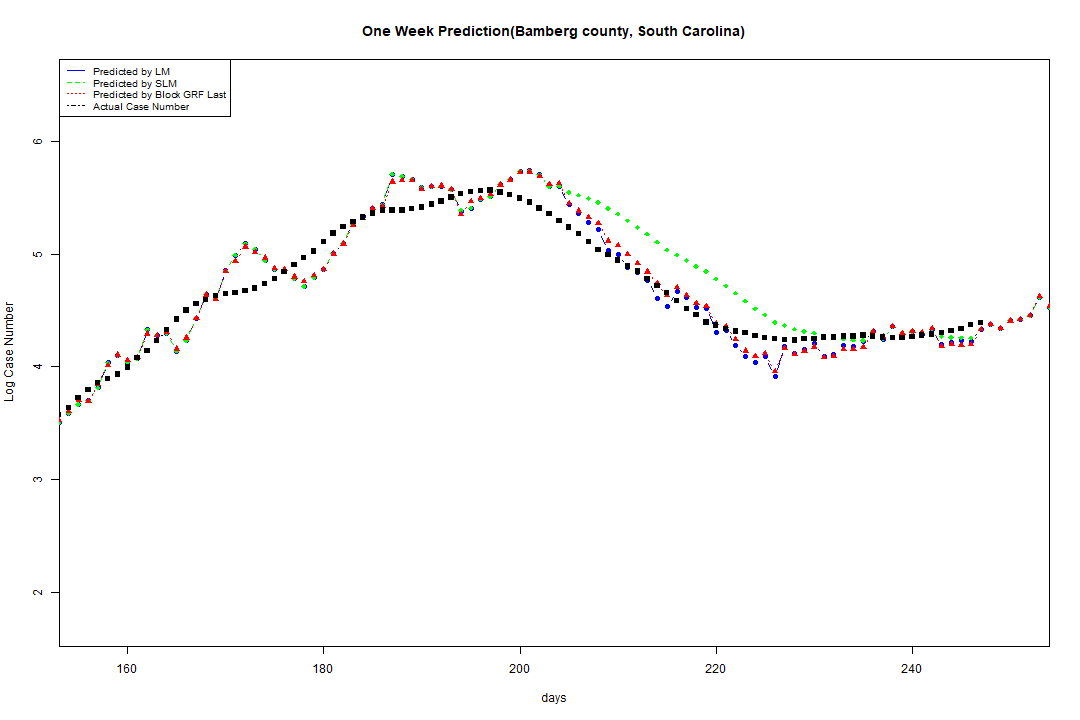 One Week Prediction(Bamberg county, South Carolina)
Predicted by LM
Predicted by SLM
Predicted by Block GRF Last
Actual Case Number
6
5
4
3
2
Log Case Number
160
180
200
220
240
days